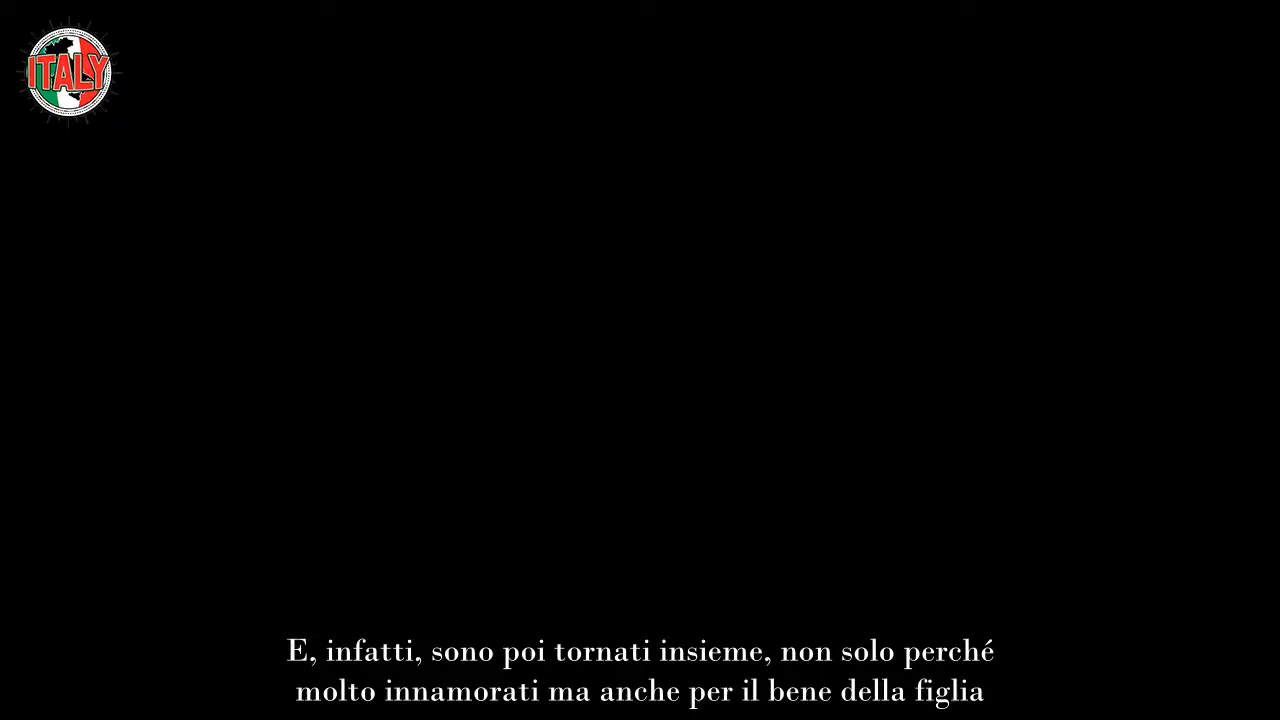 ITALY
E, infatti, sono poi tornati insieme, non solo perché
molto innamorati ma anche per il bene della figlia